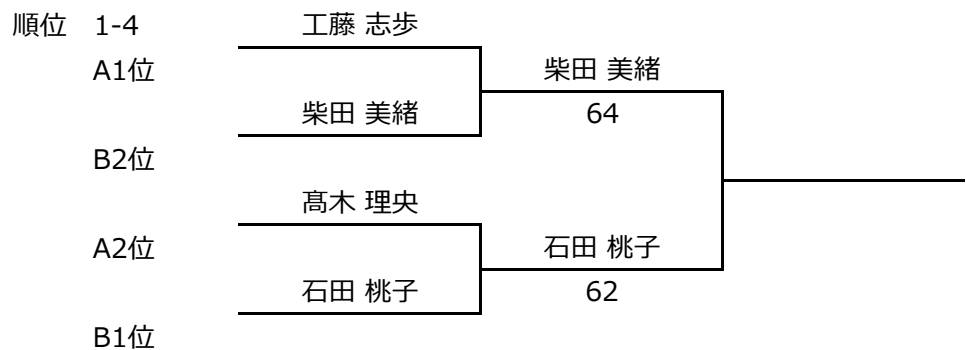 順位 1-4
工藤 志歩
A1位
柴田 美緒
柴田 美緒
64
B2位
髙木 理央
A2位
石田 桃子
石田 桃子
62
B1位